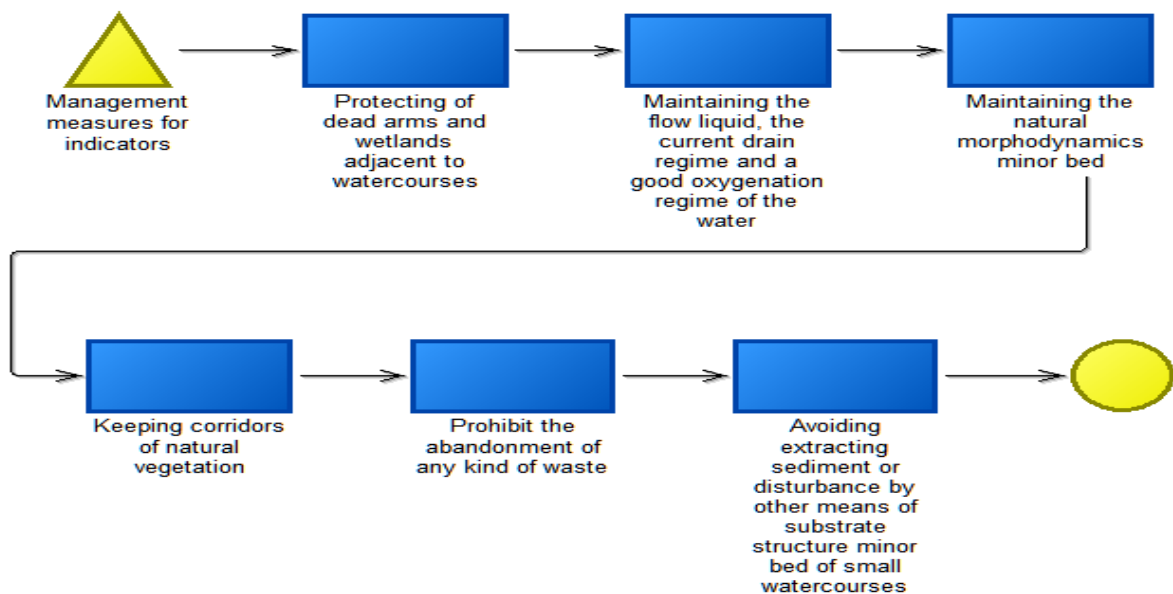 Management
measures for
indicators
Protecting of
dead arms and
wetlands
adjacent to
watercourses
Maintaining the
flow liquid, the
current drain
regime and a
good oxygenation
regime of the
water
Maintaining the
natural
morphodynamics
minor bed
Keeping corridors
of natural
vegetation
Prohibit the
abandonment of
any kind of waste
Avoiding
extracting
sediment or
disturbance by
other means of
substrate
structure minor
bed of small
watercourses